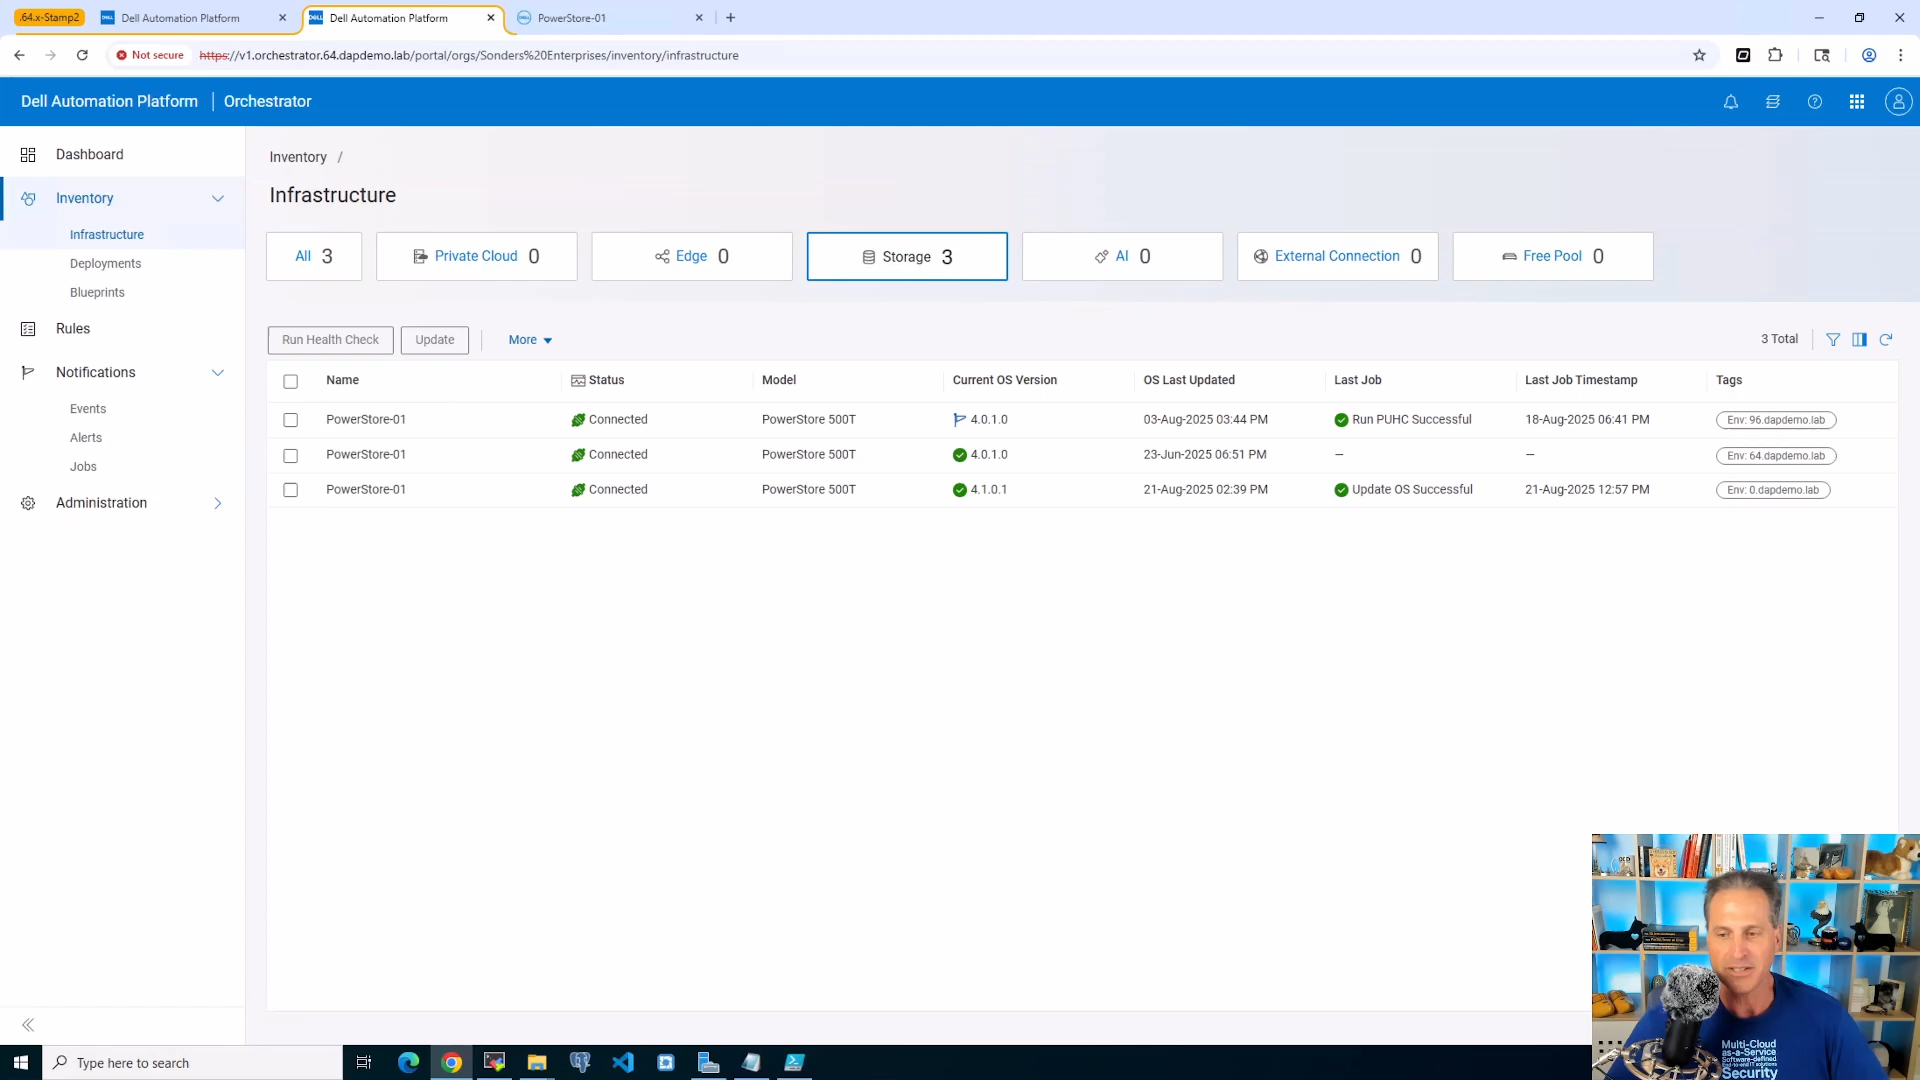 .64.x-Stamp2
Dell Automation Platform
Dell Automation Platform
PowerStore-01
Not secure
https://v1.orchestrator.64.dapdemo.lab/portal/orgs/Sonders%20Enterprises/inventory/infrastructure
Dell Automation Platform
Orchestrator
Dashboard
Inventory
Infrastructure
Deployments
Blueprints
Rules
Notifications
Events
Alerts
Jobs
Administration
Inventory /
Infrastructure
All 3
Private Cloud 0
Edge 0
Storage 3
AI 0
External Connection 0
Free Pool 0
Run Health Check
Update
More
3 Total
Name Status Model Current OS Version OS Last Updated Last Job Last Job Timestamp Tags
PowerStore-01 Connected PowerStore 500T 4.0.1.0 03-Aug-2025 03:44 PM Run PUHC Successful 18-Aug-2025 06:41 PM Env: 96.dapdemo.lab
PowerStore-01 Connected PowerStore 500T 4.0.1.0 23-Jun-2025 06:51 PM — — Env: 64.dapdemo.lab
PowerStore-01 Connected PowerStore 500T 4.1.0.1 21-Aug-2025 02:39 PM Update OS Successful 21-Aug-2025 12:57 PM Env: 0.dapdemo.lab
Type here to search
Multi-Cloud
as-a-Service
Software-defined
Security